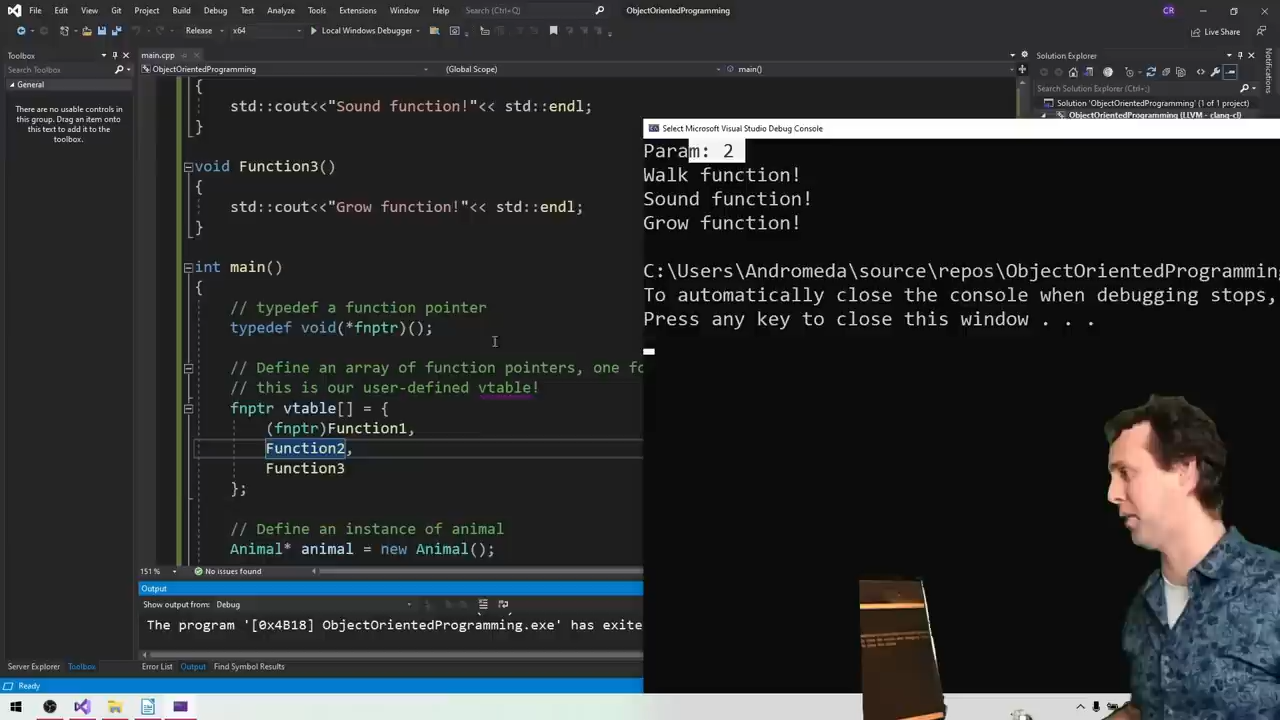 File Edit View Git Project Build Debug Test Analyze Tools Extensions Window Help Search (Ctrl+Q) ObjectOrientedProgramming CR
Release x64 Local Windows Debugger Live Share
Toolbox
Search Toolbox
General
There are no usable controls in
this group. Drag an item onto
this text to add it to the
toolbox.
main.cpp
ObjectOrientedProgramming (Global Scope) main()
{
std::cout<<"Sound function!"<< std::endl;
}
void Function3()
{
std::cout<<"Grow function!"<< std::endl;
}
int main()
{
// typedef a function pointer
typedef void(*fnptr)();
// Define an array of function pointers, one fo
// this is our user-defined vtable!
fnptr vtable[] = {
(fnptr)Function1,
Function2,
Function3
};
// Define an instance of animal
Animal* animal = new Animal();
151 % No issues found
Output
Show output from: Debug
The program '[0x4B18] ObjectOrientedProgramming.exe' has exite
Server Explorer Toolbox
Error List Output Find Symbol Results
Ready
Solution Explorer
Search Solution Explorer (Ctrl+;)
Solution 'ObjectOrientedProgramming' (1 of 1 project)
ObjectOrientedProgramming (LLVM - clang-cl)
Notifications
Select Microsoft Visual Studio Debug Console
Param: 2
Walk function!
Sound function!
Grow function!
C:\Users\Andromeda\source\repos\ObjectOrientedProgramming
To automatically close the console when debugging stops,
Press any key to close this window . . .